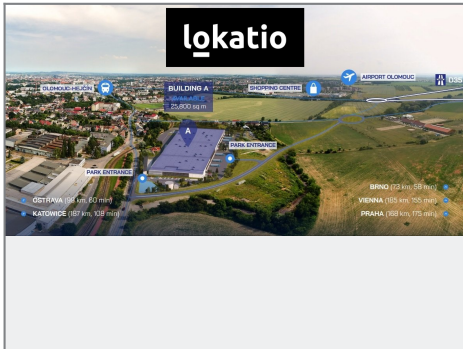 lokatio
OLOMOUC-HEJČÍN
BUILDING A
25,800 sq m
SHOPPING CENTRE
AIRPORT OLOMOUC
D35
A
PARK ENTRANCE
PARK ENTRANCE
OSTRAVA (98 km, 60 min)
KATOWICE (187 km, 108 min)
BRNO (73 km, 58 min)
VIENNA (185 km, 155 min)
PRAHA (168 km, 175 min)